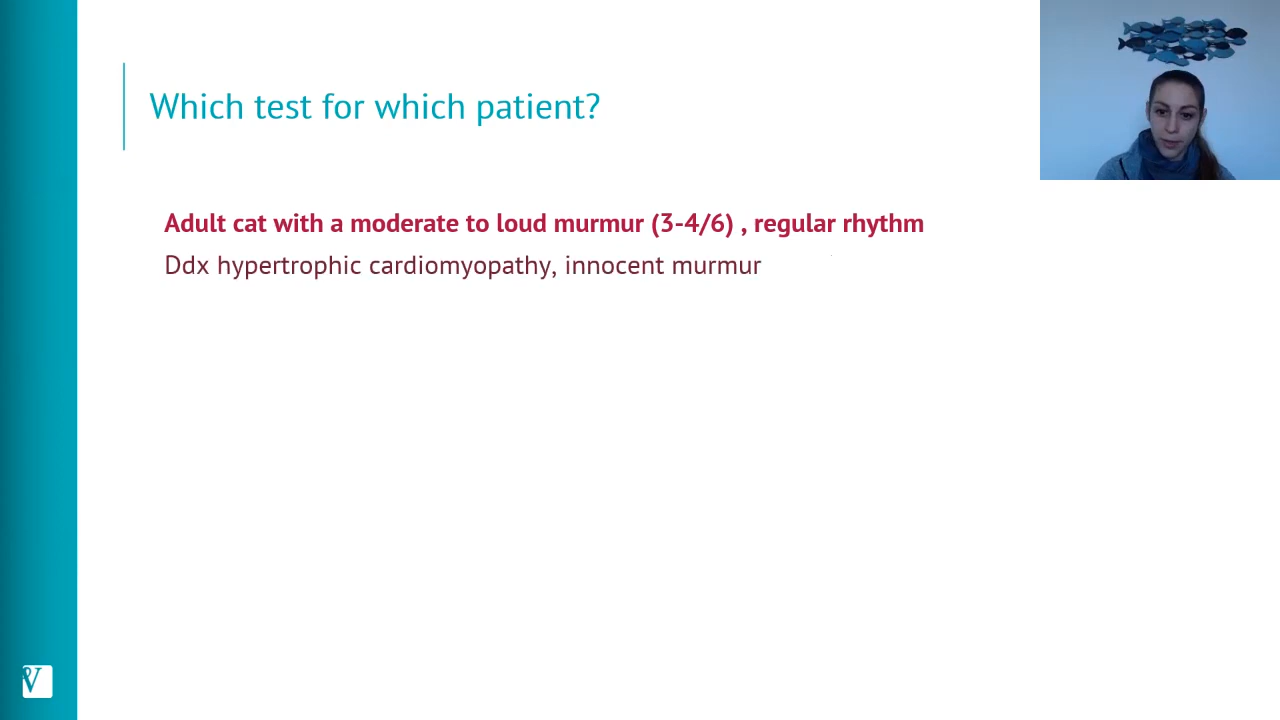 Which test for which patient?
Adult cat with a moderate to loud murmur (3-4/6) , regular rhythm
Ddx hypertrophic cardiomyopathy, innocent murmur
&V